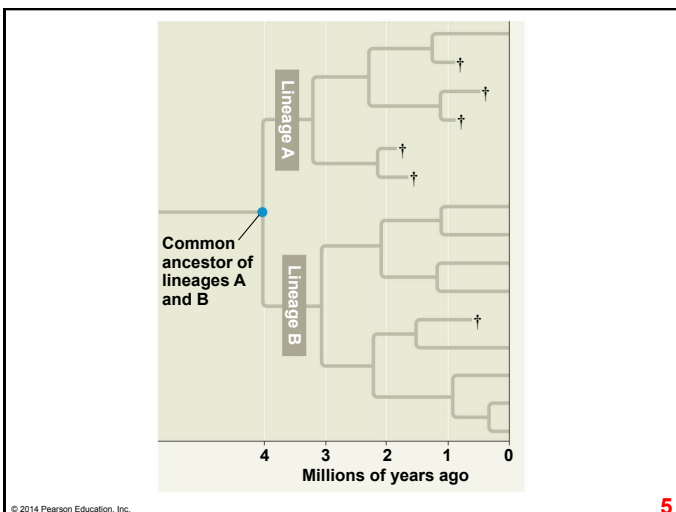 †
†
†
Lineage A
†
†
Common
ancestor of
lineages A
and B
Lineage B
†
4 3 2 1 0
Millions of years ago
© 2014 Pearson Education, Inc.
5